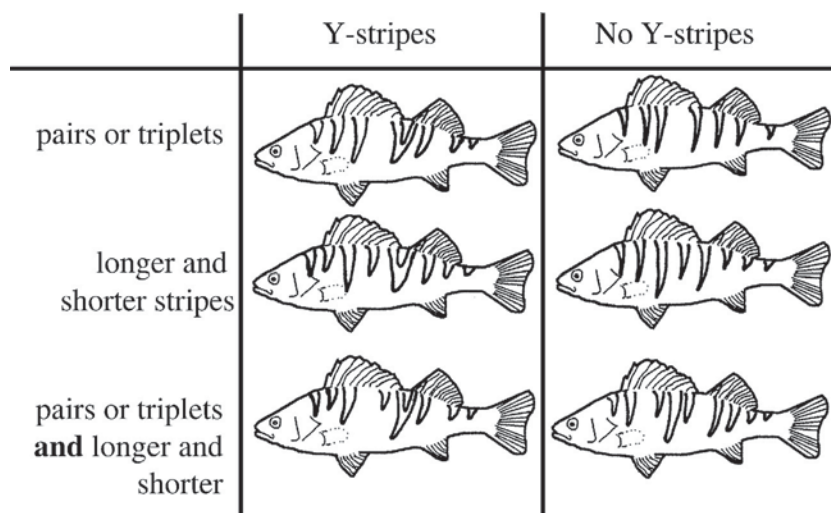 Y-stripes
No Y-stripes
pairs or triplets
longer and
shorter stripes
pairs or triplets
and longer and
shorter